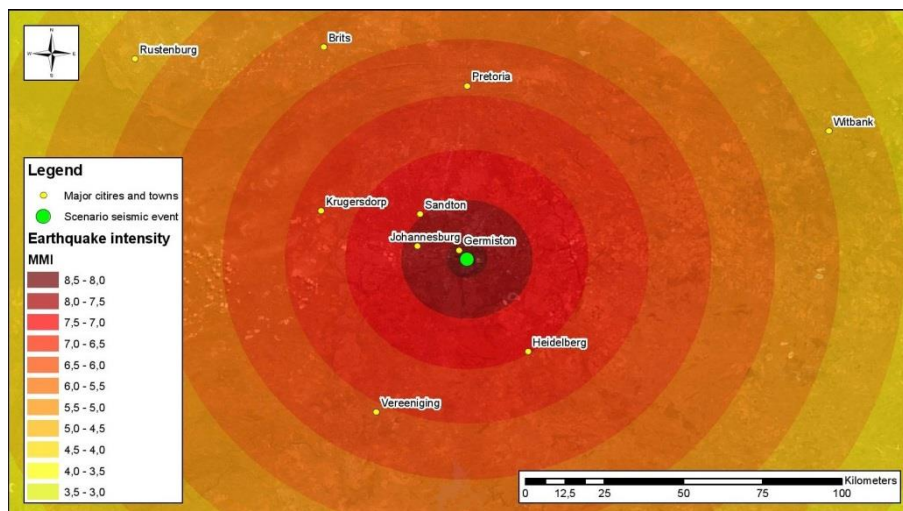 N
W E
S
Rustenburg
Brits
Pretoria
Witbank
Krugersdorp
Sandton
Johannesburg
Germiston
Heidelberg
Vereeniging
Legend
Major citires and towns
Scenario seismic event
Earthquake intensity
MMI
8,5 - 8,0
8,0 - 7,5
7,5 - 7,0
7,0 - 6,5
6,5 - 6,0
6,0 - 5,5
5,5 - 5,0
5,0 - 4,5
4,5 - 4,0
4,0 - 3,5
3,5 - 3,0
Kilometers
0 12,5 25 50 75 100